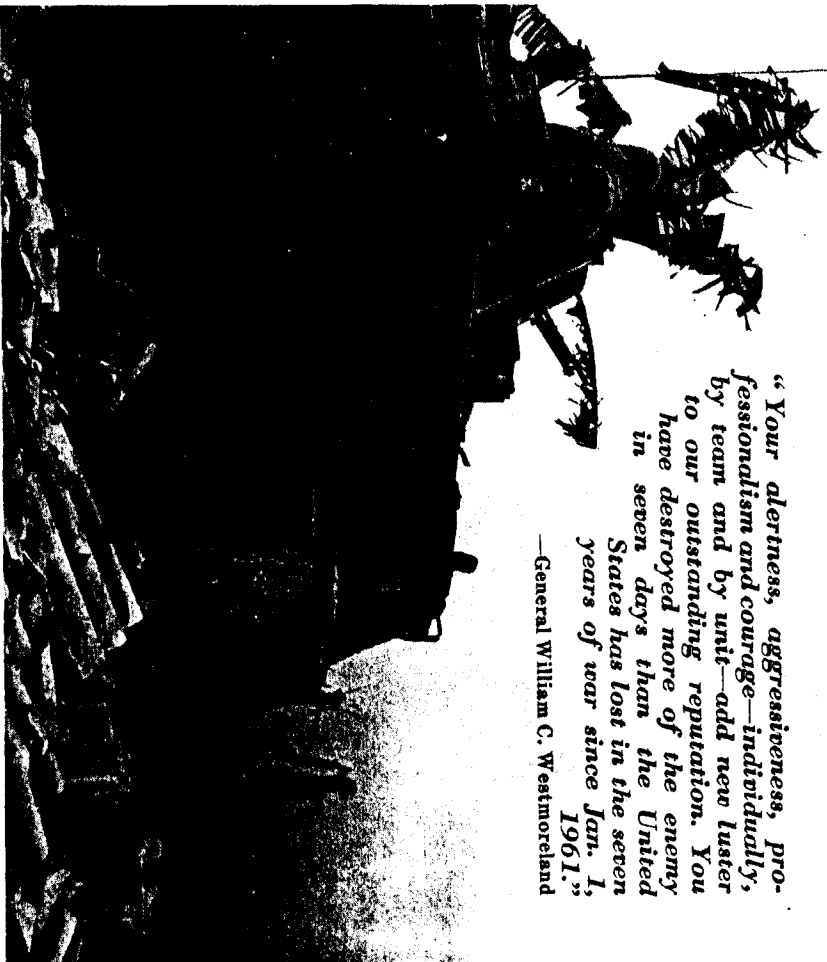 “Your alertness, aggressiveness, pro-
fessionalism and courage—individually,
by team and by unit—add new luster
to our outstanding reputation. You
have destroyed more of the enemy
in seven days than the United
States has lost in the seven
years of war since Jan. 1,
1961.”
—General William C. Westmoreland